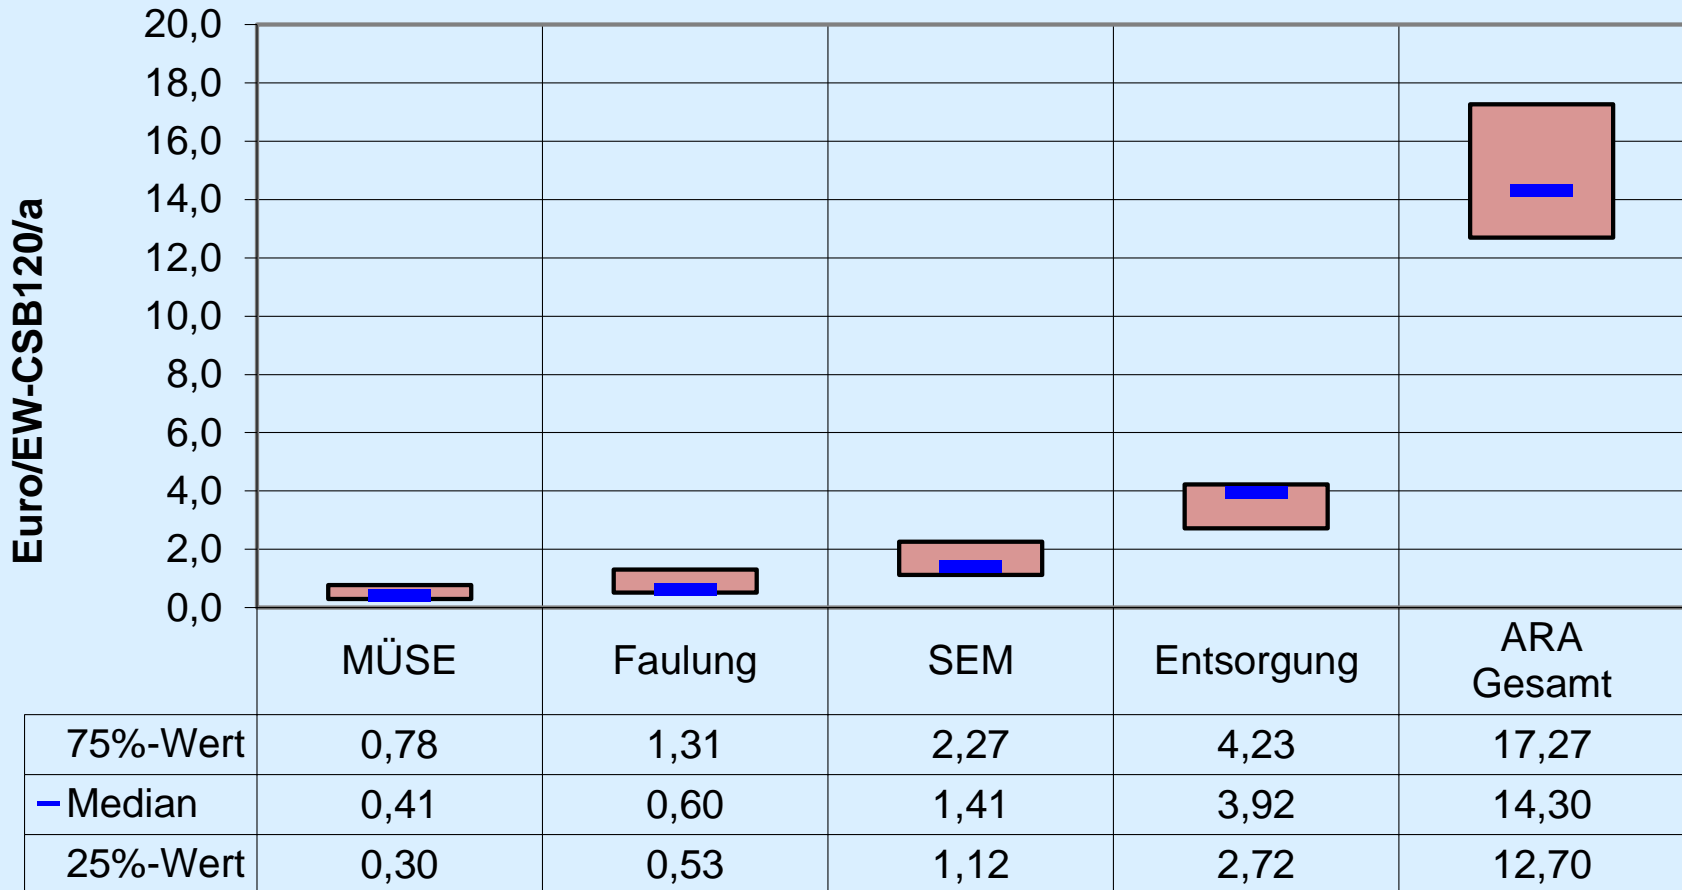 Euro/EW-CSB120/a
20,0
18,0
16,0
14,0
12,0
10,0
8,0
6,0
4,0
2,0
0,0
MÜSE Faulung SEM Entsorgung ARA
Gesamt
75%-Wert 0,78 1,31 2,27 4,23 17,27
Median 0,41 0,60 1,41 3,92 14,30
25%-Wert 0,30 0,53 1,12 2,72 12,70